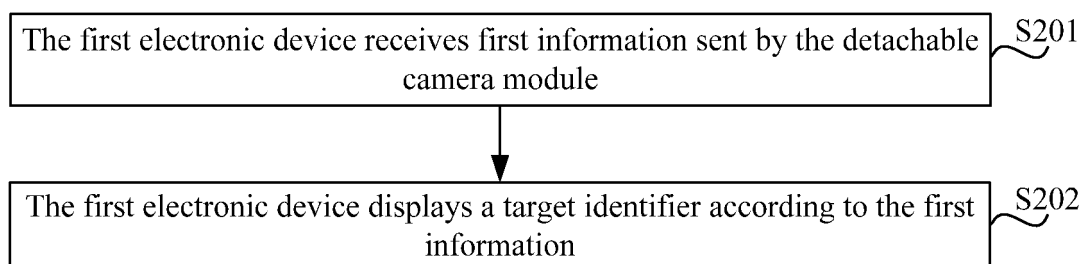 The first electronic device receives first information sent by the detachable
camera module
S201
The first electronic device displays a target identifier according to the first
information
S202